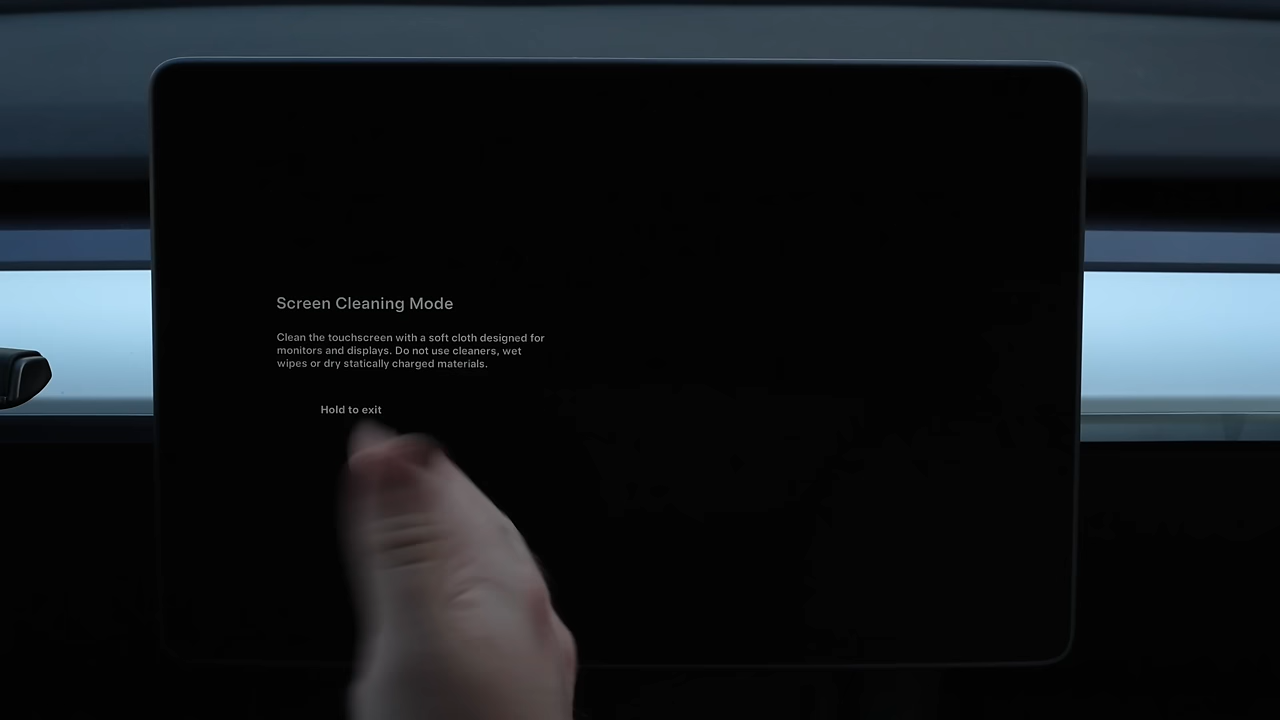 Screen Cleaning Mode
Clean the touchscreen with a soft cloth designed for
monitors and displays. Do not use cleaners, wet
wipes or dry statically charged materials.
Hold to exit